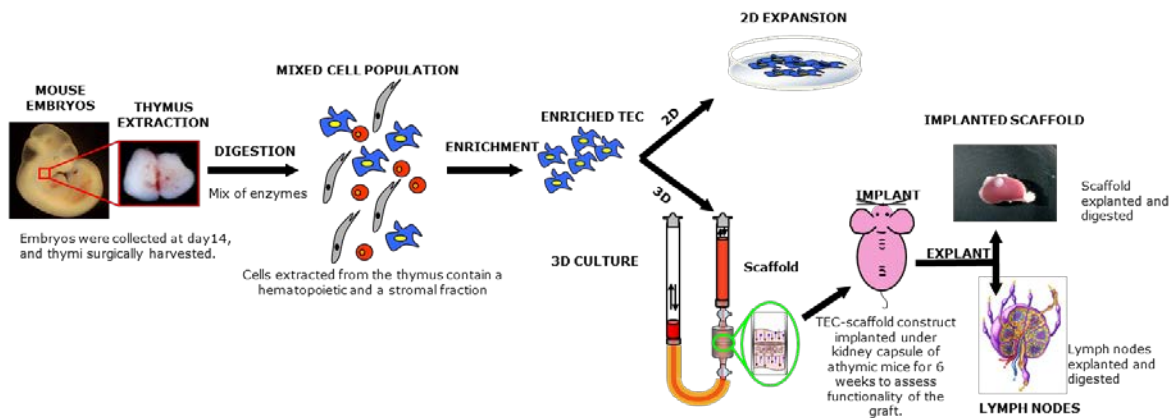 MOUSE
EMBRYOS
THYMUS
EXTRACTION
Embryos were collected at day14,
and thymi surgically harvested.
DIGESTION
Mix of enzymes
MIXED CELL POPULATION
Cells extracted from the thymus contain a
hematopoietic and a stromal fraction
ENRICHMENT
ENRICHED TEC
2D
2D EXPANSION
3D
3D CULTURE
Scaffold
IMPLANT
TEC-scaffold construct
implanted under
kidney capsule of
athymic mice for 6
weeks to assess
functionality of the
graft.
EXPLANT
IMPLANTED SCAFFOLD
Scaffold
explanted and
digested
Lymph nodes
explanted and
digested
LYMPH NODES